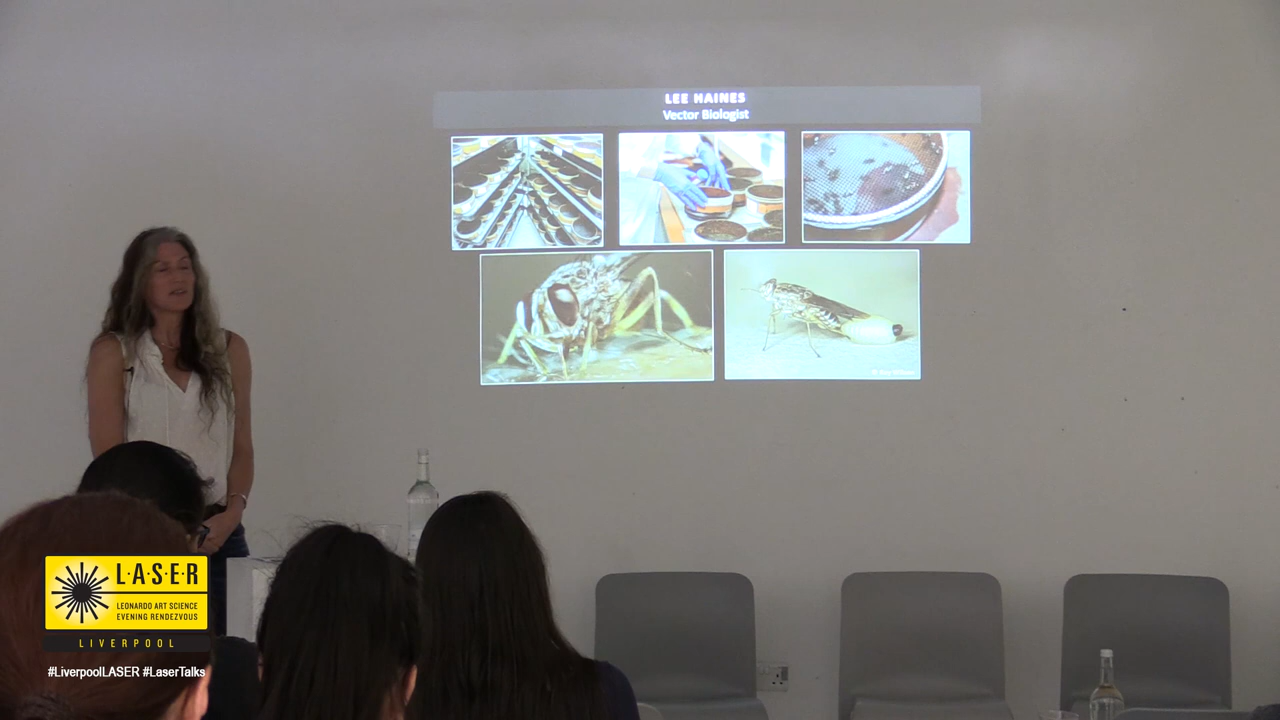 LEE HAINES
Vector Biologist
L·A·S·E·R
LEONARDO ART SCIENCE
EVENING RENDEZVOUS
LIVERPOOL
#LiverpoolLASER #LaserTalks